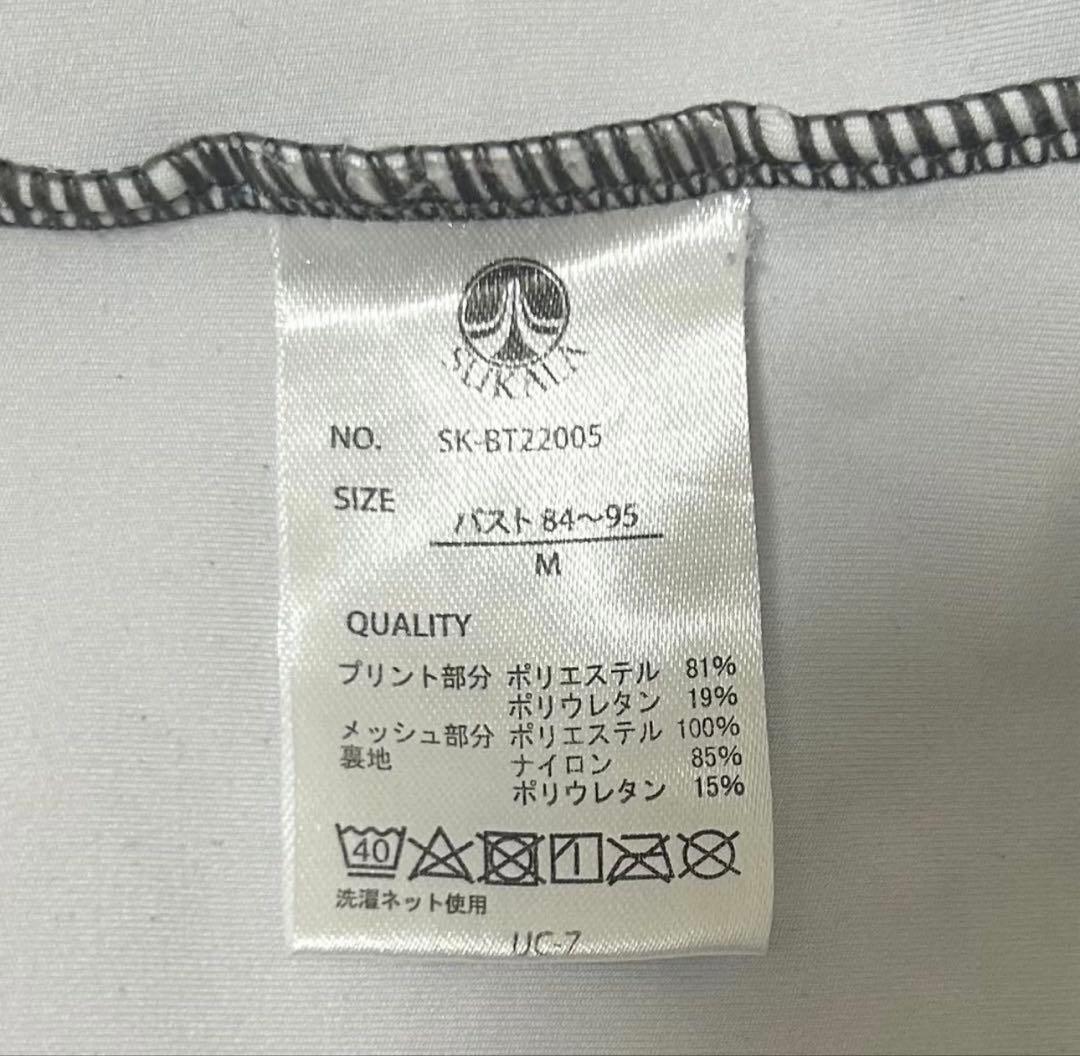 SUKALA
NO. SK-BT22005
SIZE バスト 84～95
M
QUALITY
プリント部分 ポリエステル 81%
ポリウレタン 19%
メッシュ部分 ポリエステル 100%
裏地 ナイロン 85%
ポリウレタン 15%
40
洗濯ネット使用
UC-7